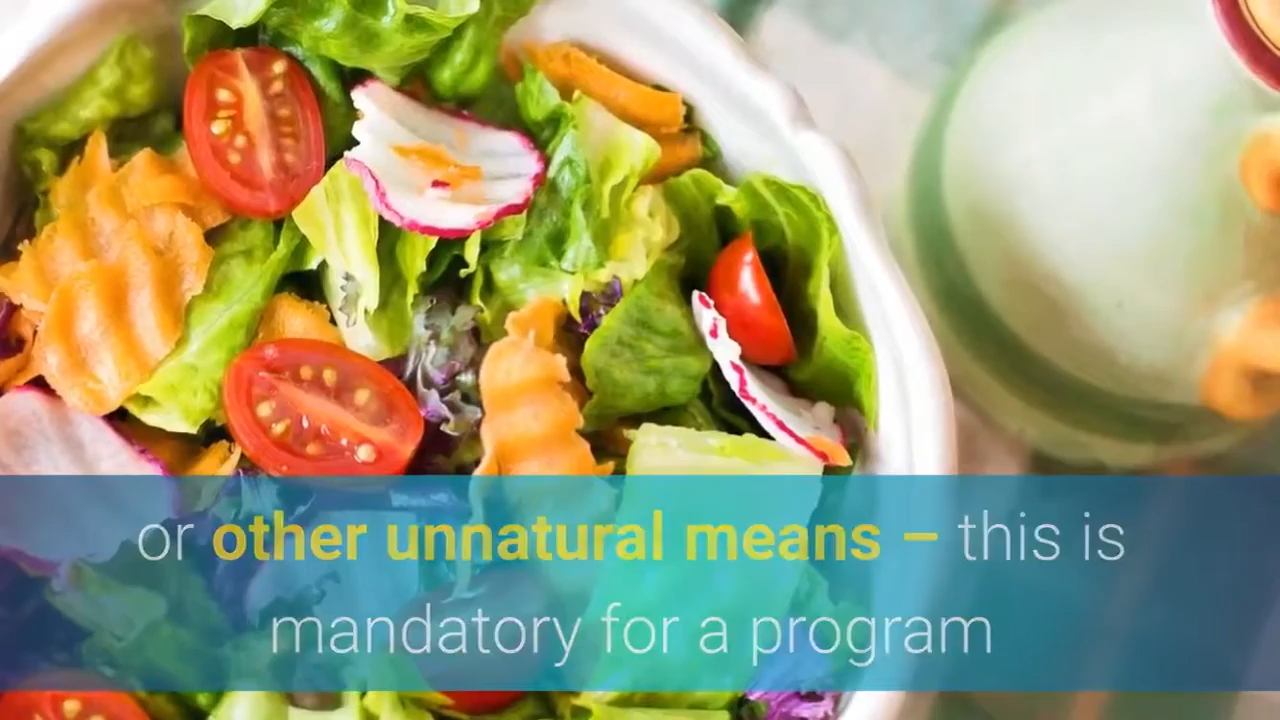 or other unnatural means – this is
mandatory for a program